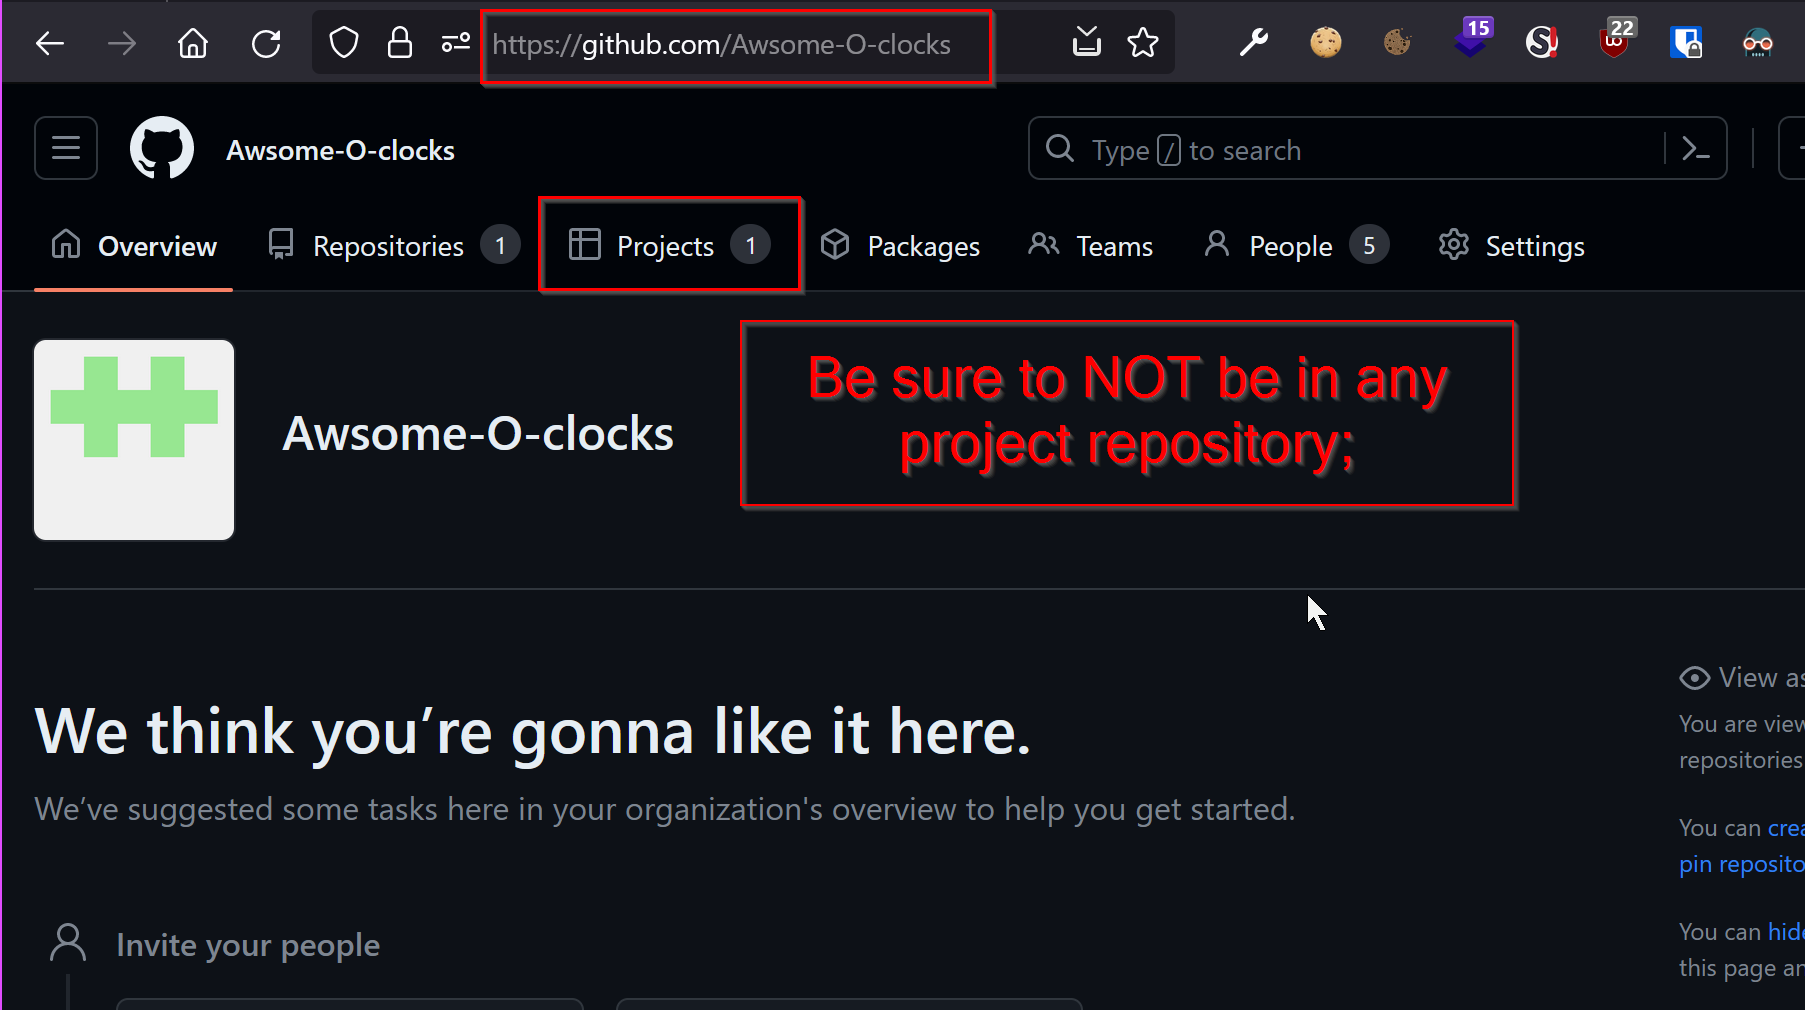 https://github.com/Awsome-O-clocks
15
22
Awsome-O-clocks
Type / to search
Overview
Repositories 1
Projects 1
Packages
Teams
People 5
Settings
Awsome-O-clocks
Be sure to NOT be in any
project repository;
We think you’re gonna like it here.
We’ve suggested some tasks here in your organization's overview to help you get started.
Invite your people
View as
You are view
repositories
You can crea
pin reposito
You can hide
this page an